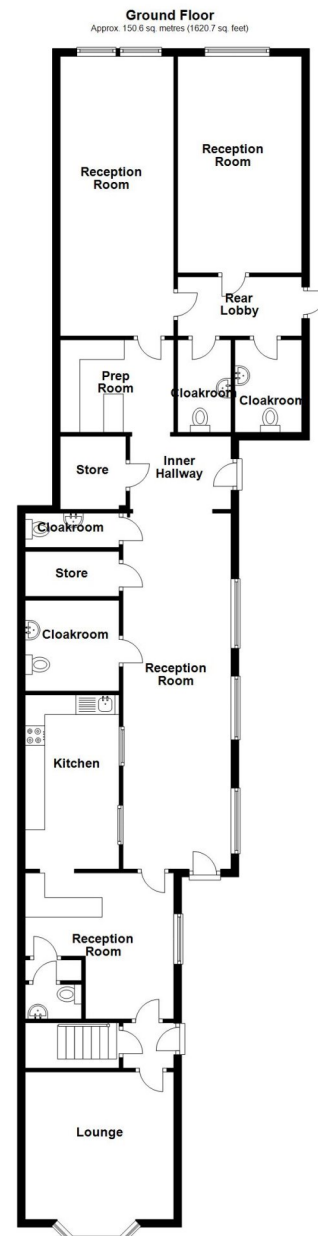 Ground Floor
Approx. 150.6 sq. metres (1620.7 sq. feet)
Reception
Room
Reception
Room
Rear
Lobby
Prep
Room
Cloakroom
Cloakroom
Inner
Hallway
Store
Cloakroom
Store
Cloakroom
Reception
Room
Kitchen
Reception
Room
Lounge